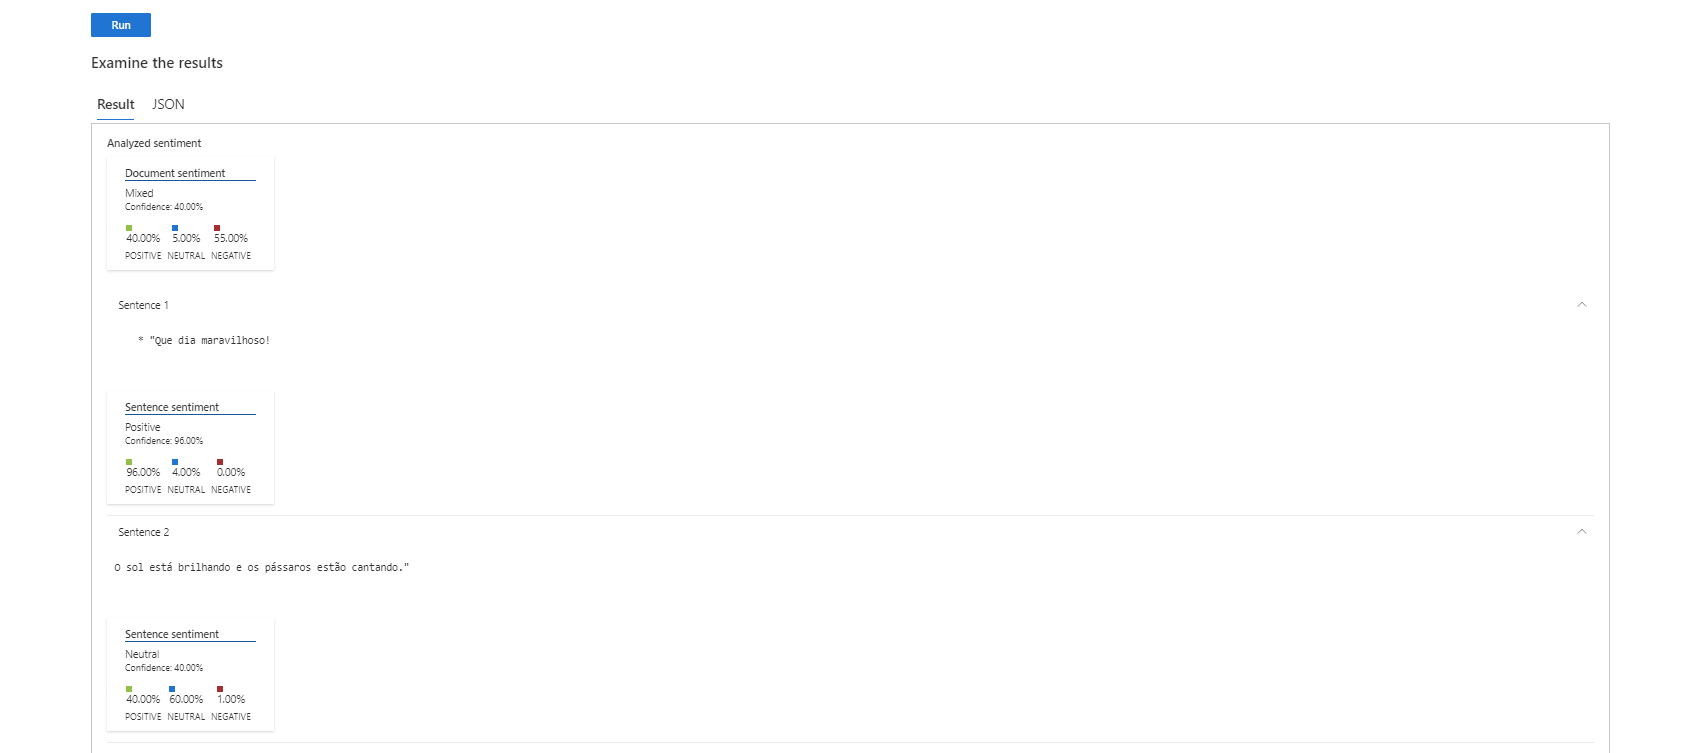 Run
Examine the results
Result JSON
Analyzed sentiment
Document sentiment
Mixed
Confidence: 40.00%
40.00% 5.00% 55.00%
POSITIVE NEUTRAL NEGATIVE
Sentence 1
* "Que dia maravilhoso!
Sentence sentiment
Positive
Confidence: 96.00%
96.00% 4.00% 0.00%
POSITIVE NEUTRAL NEGATIVE
Sentence 2
O sol está brilhando e os pássaros estão cantando."
Sentence sentiment
Neutral
Confidence: 40.00%
40.00% 60.00% 1.00%
POSITIVE NEUTRAL NEGATIVE